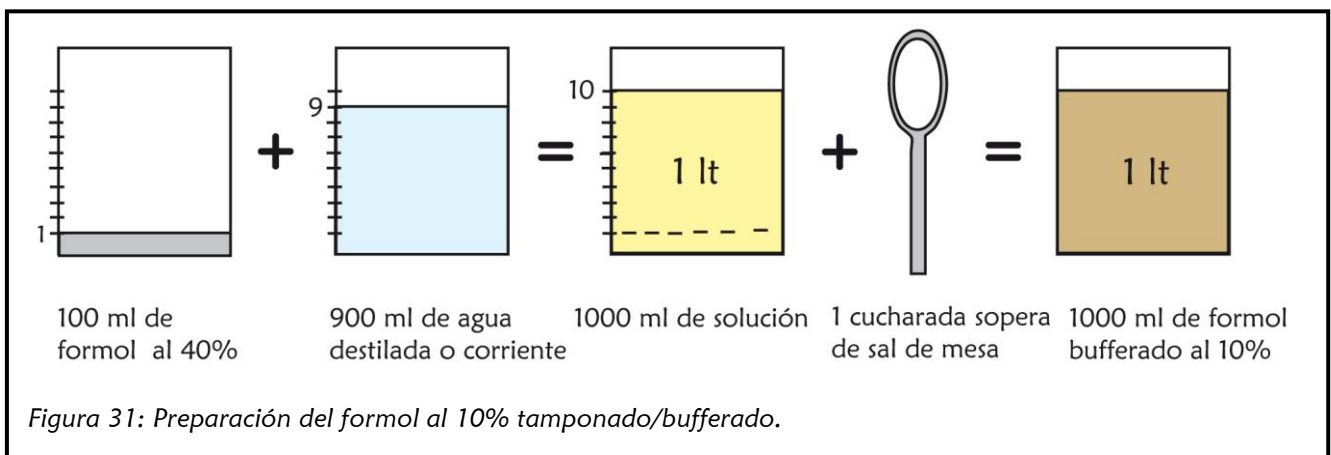 1
+
9
=
10
1 lt
+
=
1 lt
100 ml de
formol al 40%
900 ml de agua
destilada o corriente
1000 ml de solución
1 cucharada sopera
de sal de mesa
1000 ml de formol
bufferado al 10%
Figura 31: Preparación del formol al 10% tamponado/bufferado.